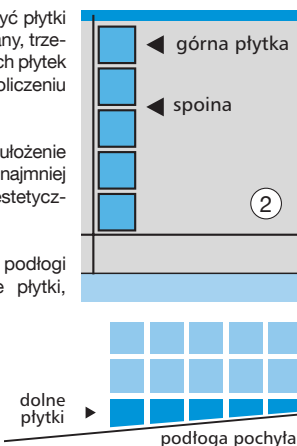 yć płytki
any, trze-
ch płytek
oliczeniu
ułożenie
najmniej
estetycz-
podłogi
e płytki,
górna płytka
spoina
2
dolne
płytki
podłoga pochyła